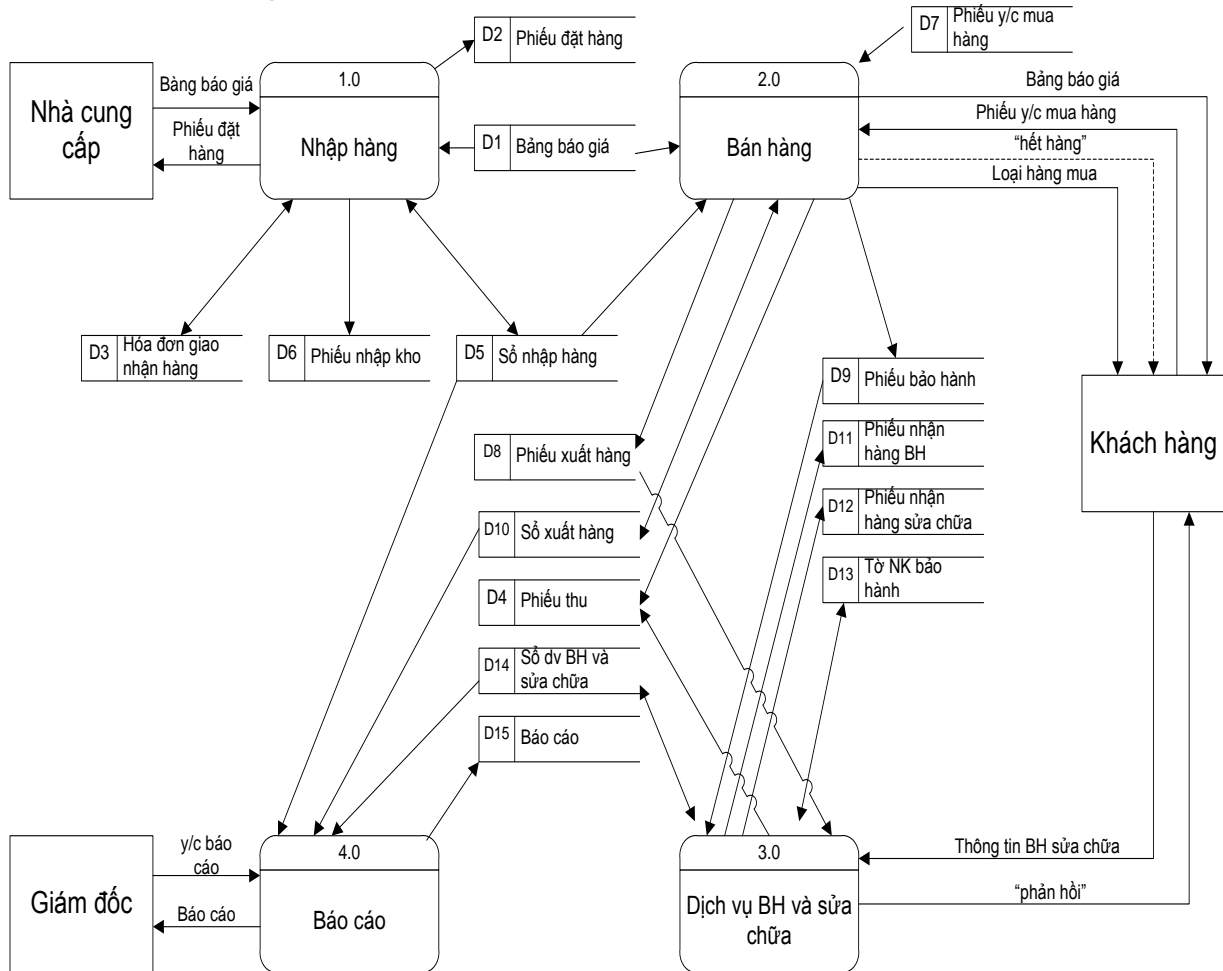 D2
Phiếu đặt hàng
D7
Phiếu y/c mua
hàng
Nhà cung
cấp
Bàng báo giá
Phiếu đặt
hàng
1.0
Nhập hàng
D1
Bảng báo giá
2.0
Bán hàng
Bảng báo giá
Phiếu y/c mua hàng
“hết hàng”
Loại hàng mua
D3
Hóa đơn giao
nhận hàng
D6
Phiếu nhập kho
D5
Sổ nhập hàng
D9
Phiếu bảo hành
D11
Phiếu nhận
hàng BH
D12
Phiếu nhận
hàng sửa chữa
D13
Tờ NK bảo
hành
Khách hàng
D8
Phiếu xuất hàng
D10
Sổ xuất hàng
D4
Phiếu thu
D14
Sổ dv BH và
sửa chữa
D15
Báo cáo
Giám đốc
y/c báo
cáo
Báo cáo
4.0
Báo cáo
3.0
Dịch vụ BH và sửa
chữa
Thông tin BH sửa chữa
“phản hồi”